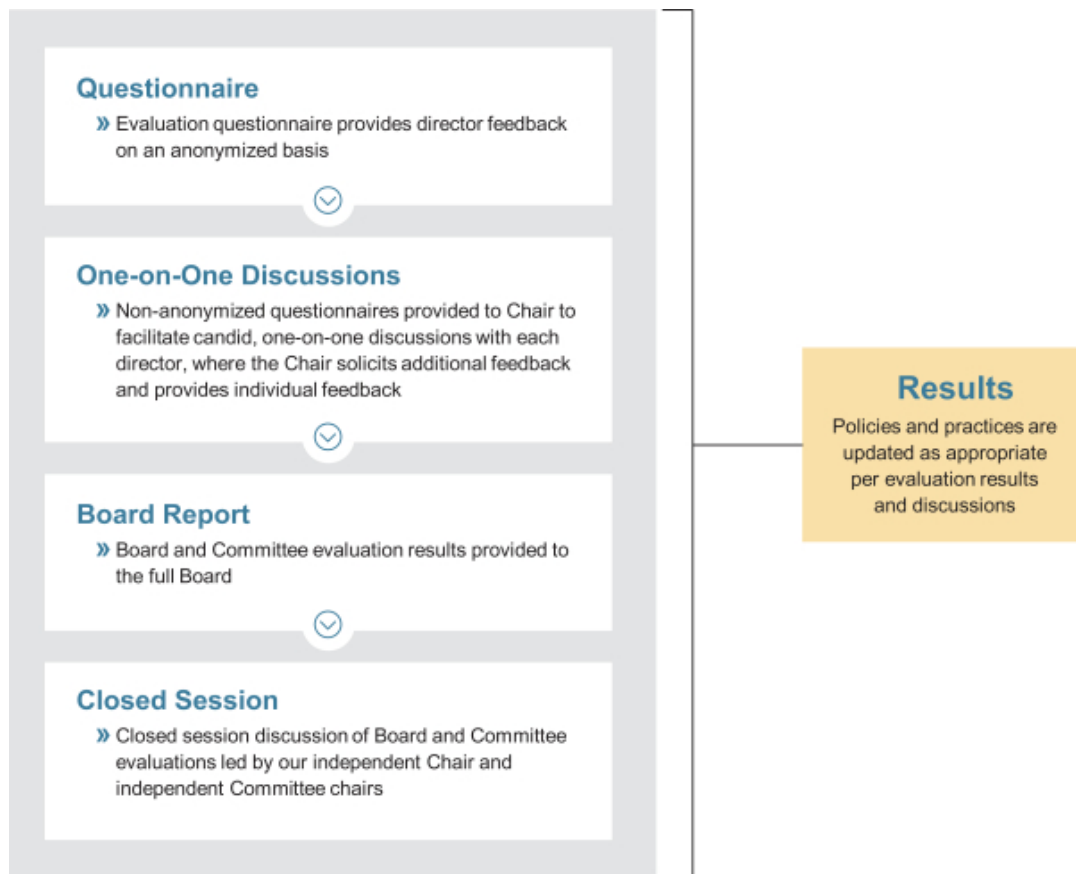 Questionnaire
» Evaluation questionnaire provides director feedback
on an anonymized basis
One-on-One Discussions
» Non-anonymized questionnaires provided to Chair to
facilitate candid, one-on-one discussions with each
director, where the Chair solicits additional feedback
and provides individual feedback
Board Report
» Board and Committee evaluation results provided to
the full Board
Closed Session
» Closed session discussion of Board and Committee
evaluations led by our independent Chair and
independent Committee chairs
Results
Policies and practices are
updated as appropriate
per evaluation results
and discussions